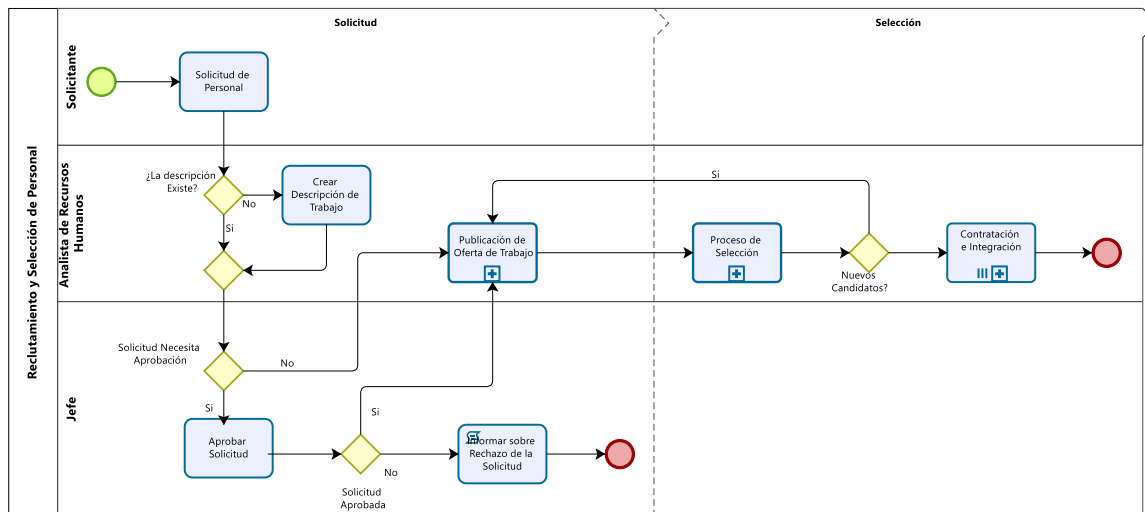 Reclutamiento y Selección de Personal
Solicitud
Selección
Solicitante
Solicitud de
Personal
Analista de Recursos
Humanos
¿La descripción
Existe?
No
Si
Crear
Descripción de
Trabajo
Publicación de
Oferta de Trabajo
Si
Proceso de
Selección
Nuevos
Candidatos?
Contratación
e Integración
Jefe
Solicitud Necesita
Aprobación
No
Si
Aprobar
Solicitud
Si
No
Solicitud
Aprobada
Informar sobre
Rechazo de la
Solicitud